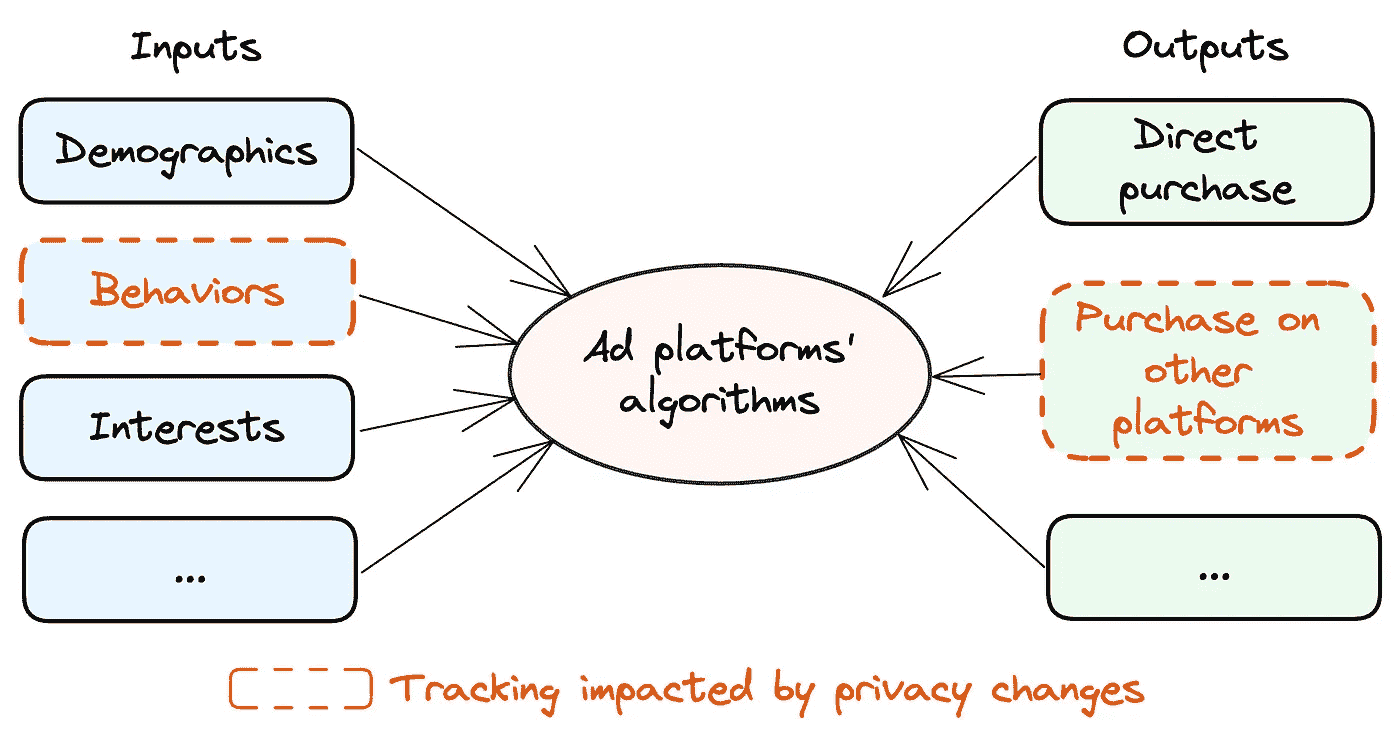 Inputs
Outputs
Demographics
Behaviors
Interests
...
Ad platforms'
algorithms
Direct
purchase
Purchase on
other
platforms
...
Tracking impacted by privacy changes